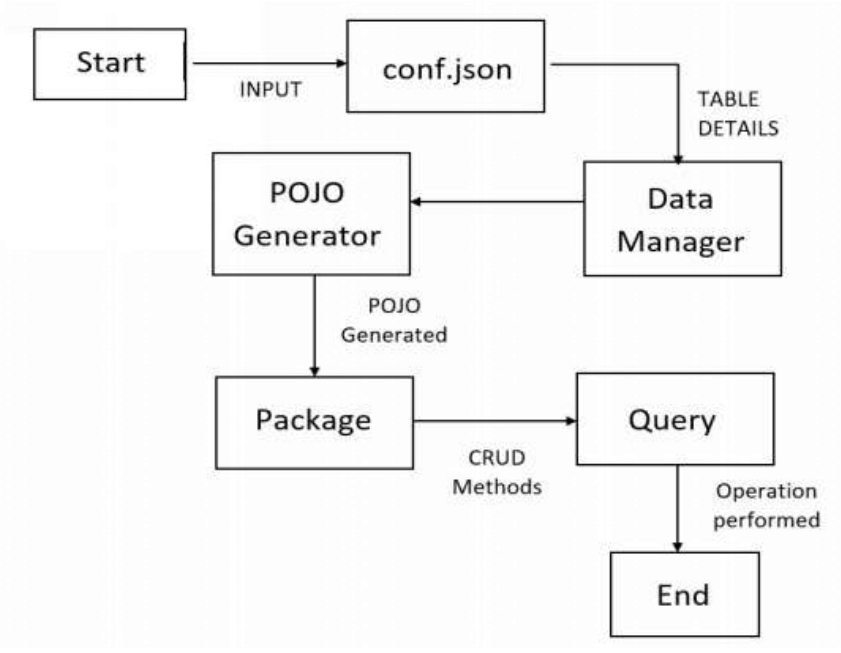 Start
INPUT
conf.json
TABLE
DETAILS
Data
Manager
POJO
Generator
POJO
Generated
Package
CRUD
Methods
Query
Operation
performed
End